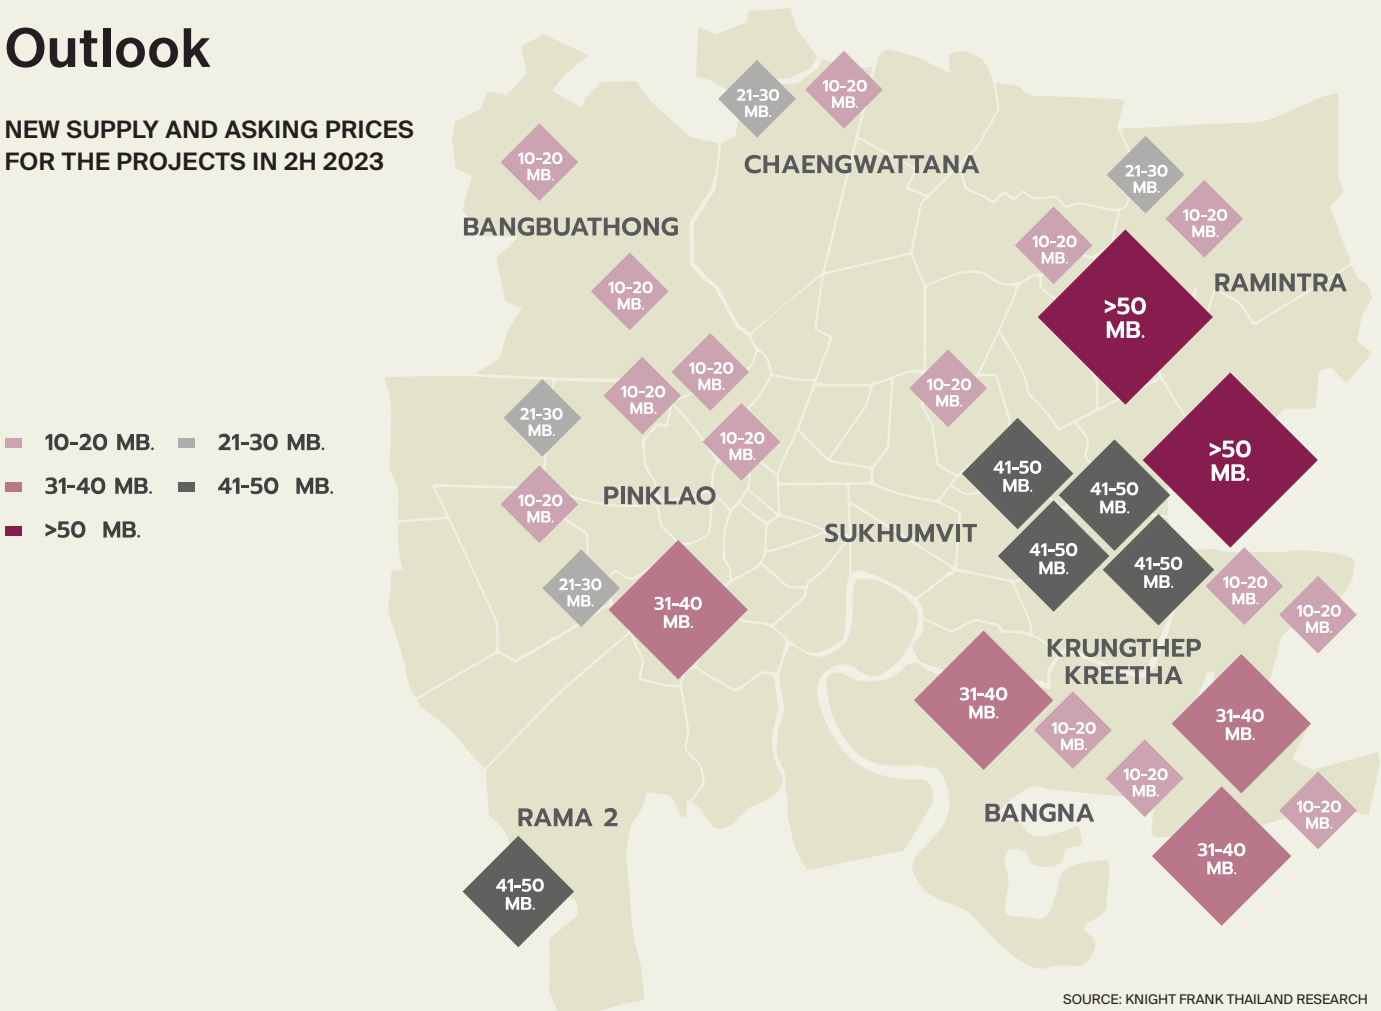 Outlook
NEW SUPPLY AND ASKING PRICES
FOR THE PROJECTS IN 2H 2023
21-30
MB.
10-20
MB.
CHAENGWATTANA
10-20
MB.
BANGBUATHONG
21-30
MB.
10-20
MB.
10-20
MB.
RAMINTRA
10-20
MB.
>50
MB.
10-20
MB.
10-20
MB.
10-20
MB.
21-30
MB.
10-20
MB.
10-20
MB.
10-20 MB.
21-30 MB.
31-40 MB.
41-50 MB.
>50 MB.
>50
MB.
41-50
MB.
41-50
MB.
PINKLAO
10-20
MB.
SUKHUMVIT
41-50
MB.
41-50
MB.
21-30
MB.
31-40
MB.
10-20
MB.
10-20
MB.
KRUNGTHEP
KREETHA
31-40
MB.
10-20
MB.
31-40
MB.
10-20
MB.
BANGNA
10-20
MB.
RAMA 2
31-40
MB.
41-50
MB.
SOURCE: KNIGHT FRANK THAILAND RESEARCH